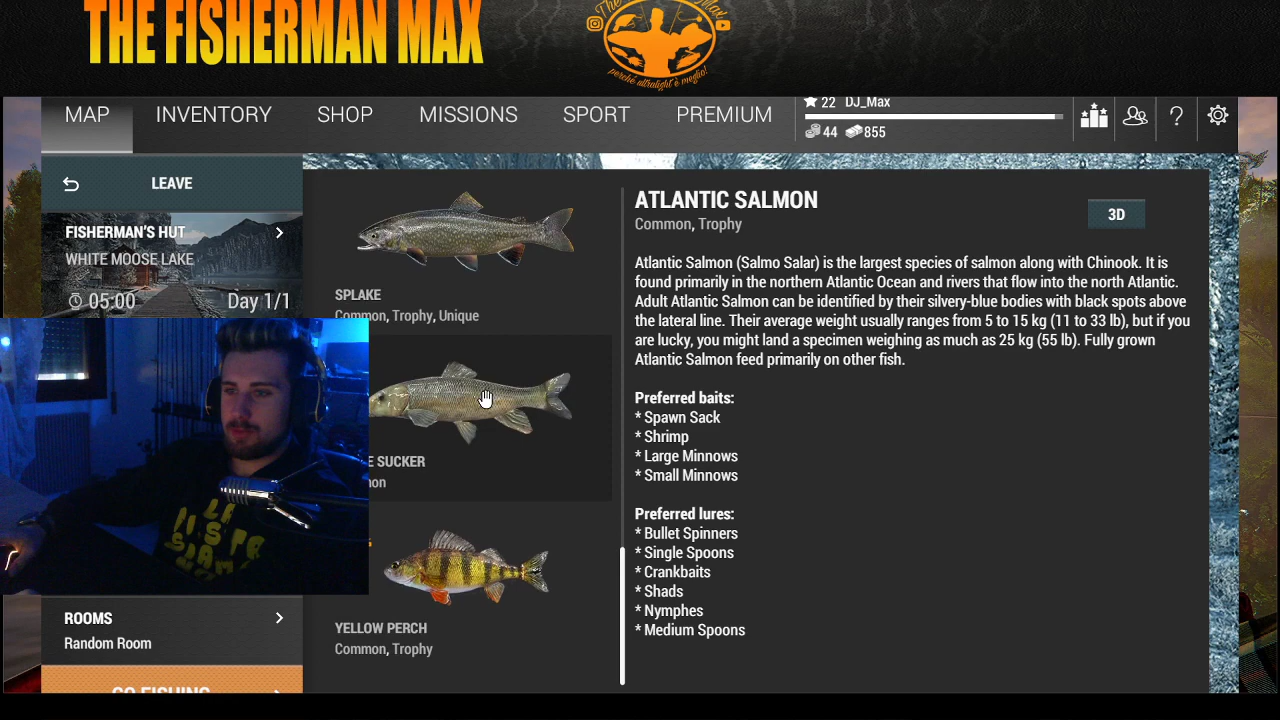 THE FISHERMAN MAX
perché ultralight è meglio!
MAP
INVENTORY
SHOP
MISSIONS
SPORT
PREMIUM
22 DJ_Max
44 855
?
LEAVE
FISHERMAN'S HUT
WHITE MOOSE LAKE
05:00 Day 1/1
ROOMS
Random Room
GO FISHING
SPLAKE
Common, Trophy, Unique
E SUCKER
on
YELLOW PERCH
Common, Trophy
ATLANTIC SALMON
Common, Trophy
3D
Atlantic Salmon (Salmo Salar) is the largest species of salmon along with Chinook. It is
found primarily in the northern Atlantic Ocean and rivers that flow into the north Atlantic.
Adult Atlantic Salmon can be identified by their silvery-blue bodies with black spots above
the lateral line. Their average weight usually ranges from 5 to 15 kg (11 to 33 lb), but if you
are lucky, you might land a specimen weighing as much as 25 kg (55 lb). Fully grown
Atlantic Salmon feed primarily on other fish.
Preferred baits:
* Spawn Sack
* Shrimp
* Large Minnows
* Small Minnows
Preferred lures:
* Bullet Spinners
* Single Spoons
* Crankbaits
* Shads
* Nymphes
* Medium Spoons